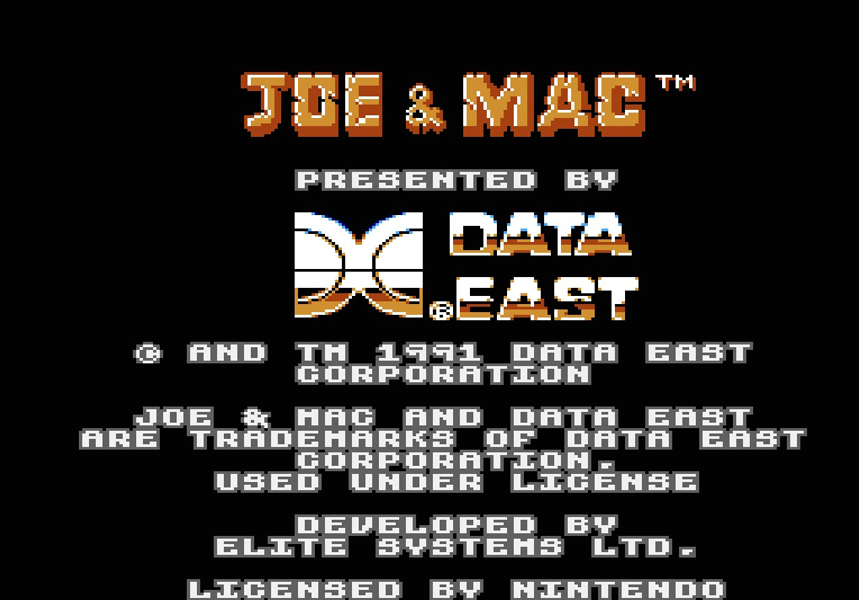 JOE & MAC™
PRESENTED BY
DATA
® EAST
© AND TM 1991 DATA EAST
CORPORATION
JOE & MAC AND DATA EAST
ARE TRADEMARKS OF DATA EAST
CORPORATION.
USED UNDER LICENSE
DEVELOPED BY
ELITE SYSTEMS LTD.
LICENSED BY NINTENDO